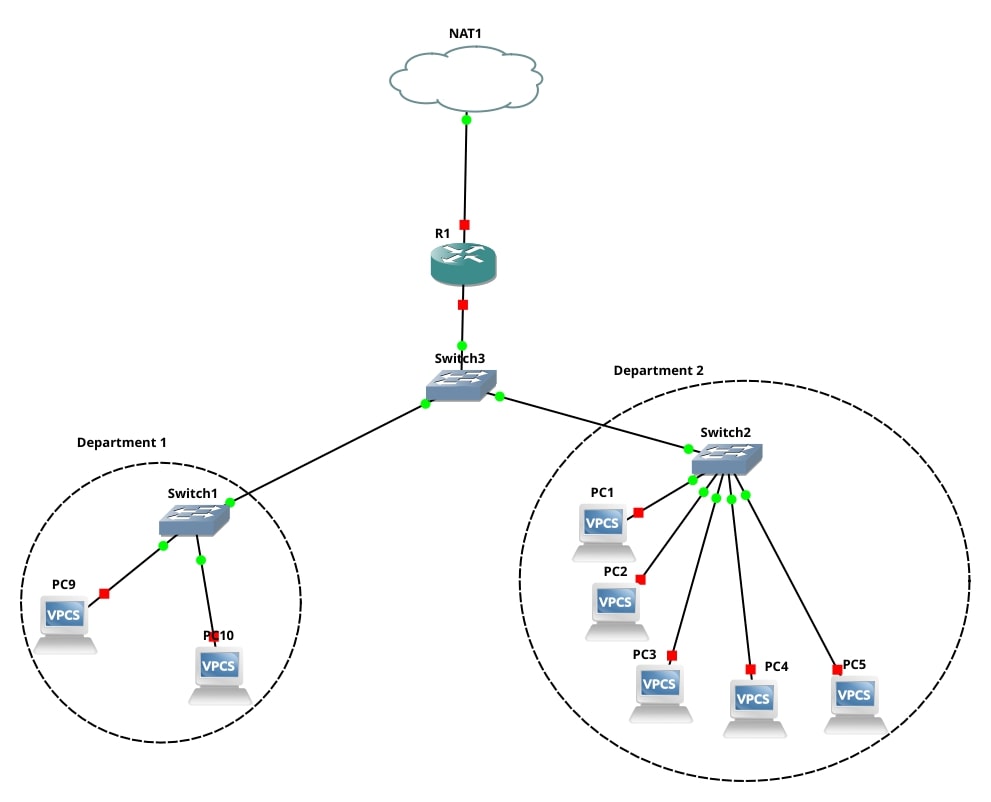 NAT1
R1
Switch3
Department 2
Switch2
Department 1
Switch1
PC1
VPCS
PC2
VPCS
PC9
VPCS
PC10
VPCS
PC3
VPCS
PC4
VPCS
PC5
VPCS